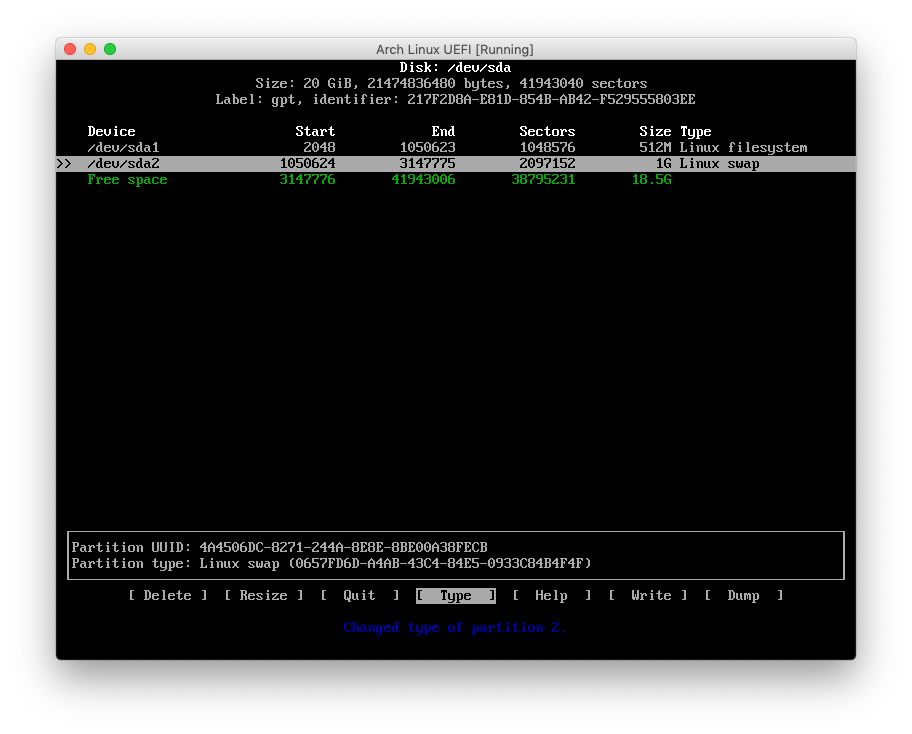 Arch Linux UEFI [Running]
Disk: /dev/sda
Size: 20 GiB, 21474836480 bytes, 41943040 sectors
Label: gpt, identifier: 217F2D8A-E81D-854B-AB42-F529555803EE
Device Start End Sectors Size Type
/dev/sda1 2048 1050623 1048576 512M Linux filesystem
>> /dev/sda2 1050624 3147775 2097152 1G Linux swap
Free space 3147776 41943006 38795231 18.5G
Partition UUID: 4A4506DC-8271-244A-8E8E-8BE00A38FECB
Partition type: Linux swap (0657FD6D-A4AB-43C4-84E5-0933C84B4F4F)
[ Delete ] [ Resize ] [ Quit ] [ Type ] [ Help ] [ Write ] [ Dump ]
Changed type of partition 2.